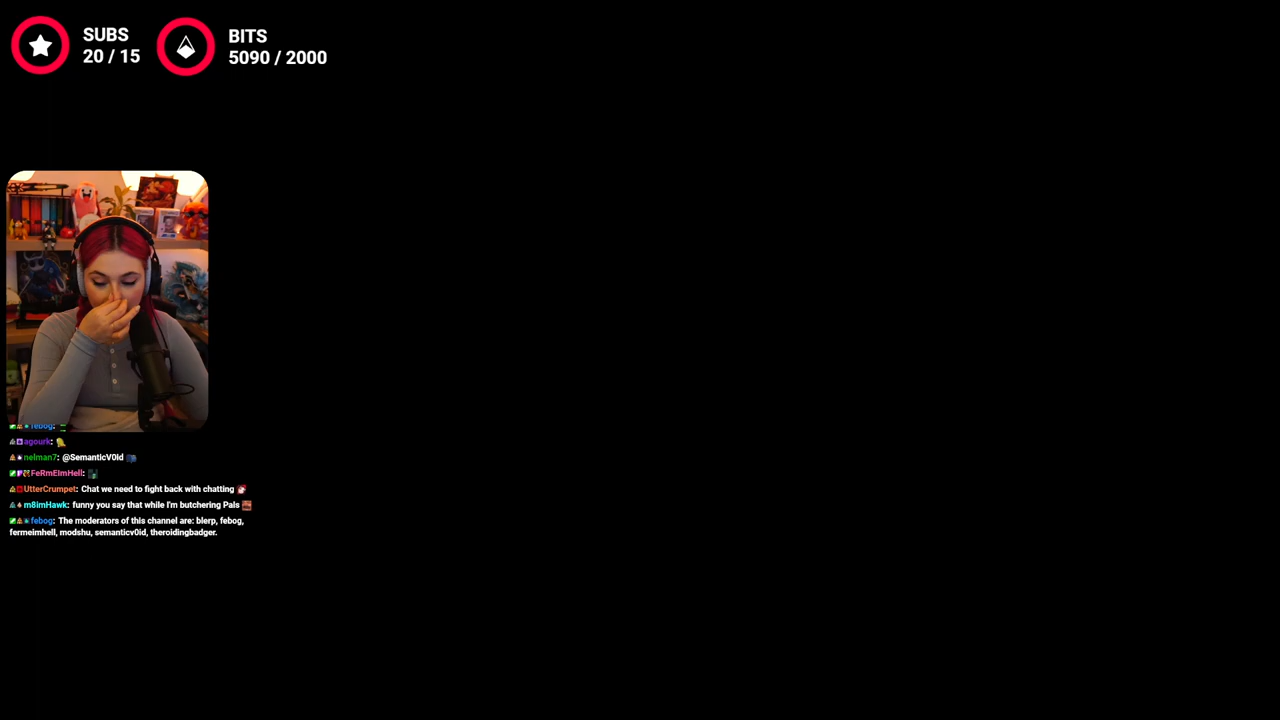 SUBS
20 / 15
BITS
5090 / 2000
febog:
agourk:
nelman7: @SemanticV0id
FeRmEImHell:
UtterCrumpet: Chat we need to fight back with chatting
m8imHawk: funny you say that while I'm butchering Pals
febog: The moderators of this channel are: blerp, febog,
fermeimhell, modshu, semanticv0id, theroidingbadger.